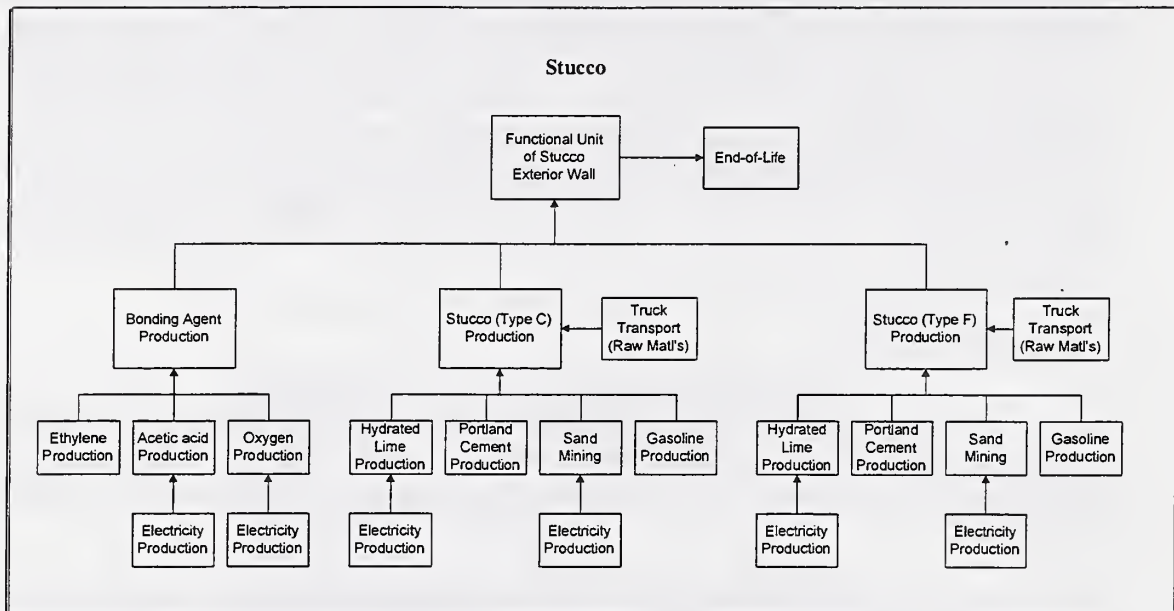 Stucco
Functional Unit
of Stucco
Exterior Wall
End-of-Life
Bonding Agent
Production
Stucco (Type C)
Production
Truck
Transport
(Raw Matl's)
Stucco (Type F)
Production
Truck
Transport
(Raw Matl's)
Ethylene
Production
Acetic acid
Production
Oxygen
Production
Hydrated
Lime
Production
Portland
Cement
Production
Sand
Mining
Gasoline
Production
Hydrated
Lime
Production
Portland
Cement
Production
Sand
Mining
Gasoline
Production
Electricity
Production
Electricity
Production
Electricity
Production
Electricity
Production
Electricity
Production
Electricity
Production